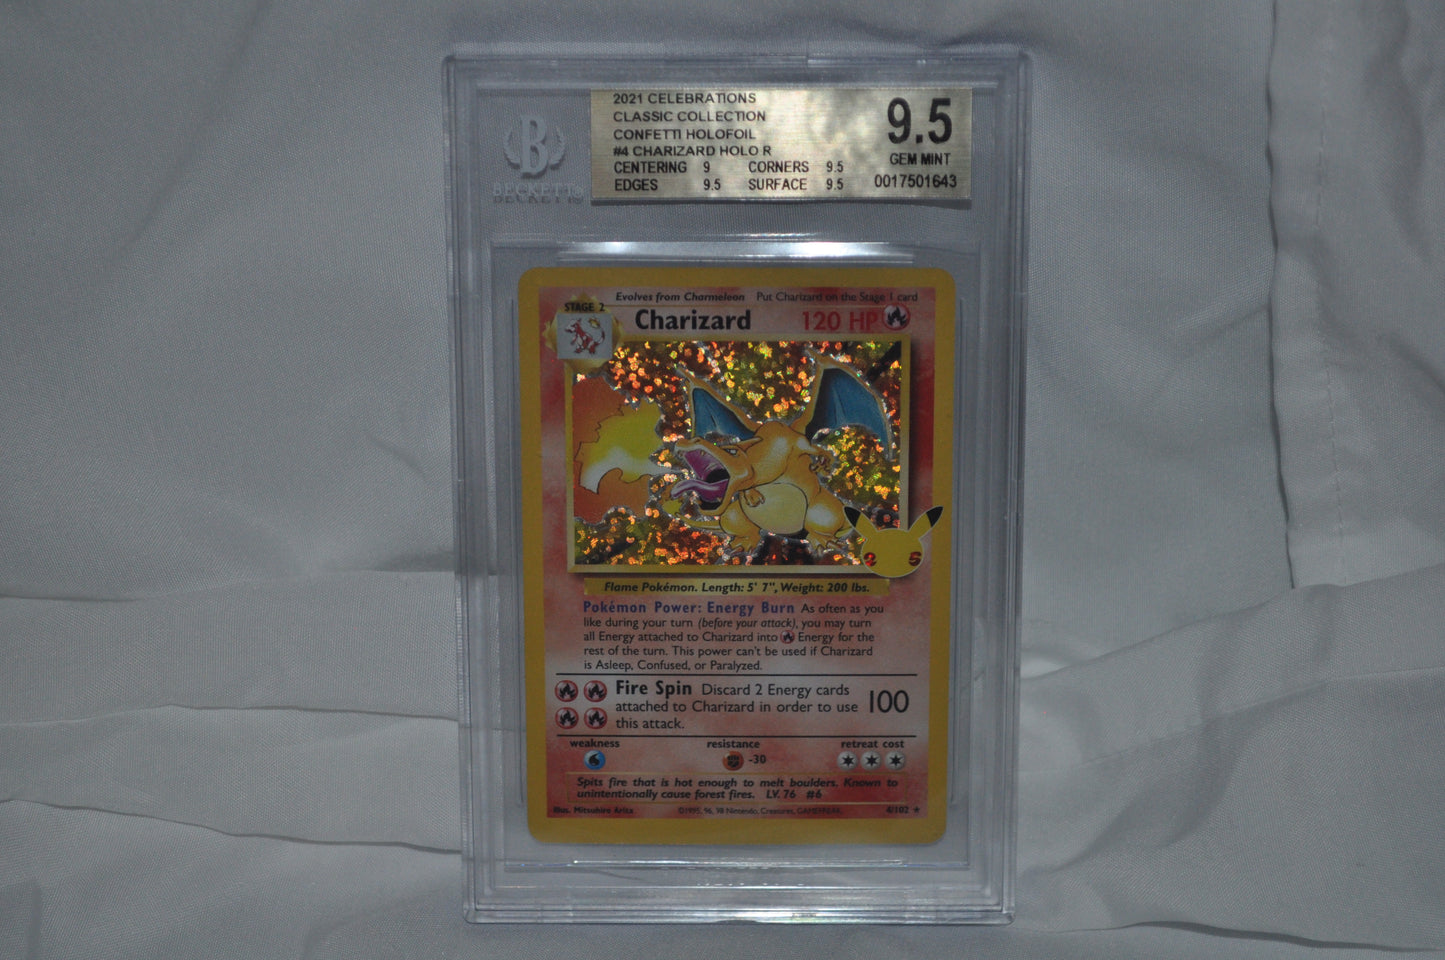 2021 CELEBRATIONS
CLASSIC COLLECTION
CONFETTI HOLOFOIL
#4 CHARIZARD HOLO R
CENTERING 9 CORNERS 9.5
EDGES 9.5 SURFACE 9.5
9.5
GEM MINT
0017501643
B
BECKETT®
Evolves from Charmeleon Put Charizard on the Stage 1 card
STAGE 2
Charizard 120 HP
25
Flame Pokémon. Length: 5' 7", Weight: 200 lbs.
Pokémon Power: Energy Burn As often as you
like during your turn (before your attack), you may turn
all Energy attached to Charizard into Energy for the
rest of the turn. This power can't be used if Charizard
is Asleep, Confused, or Paralyzed.
Fire Spin Discard 2 Energy cards
attached to Charizard in order to use 100
this attack.
weakness resistance retreat cost
-30
Spits fire that is hot enough to melt boulders. Known to
unintentionally cause forest fires. LV. 76 #6
Illus. Mitsuhiro Arita ©1995, 96, 98 Nintendo, Creatures, GAMEFREAK. 4/102